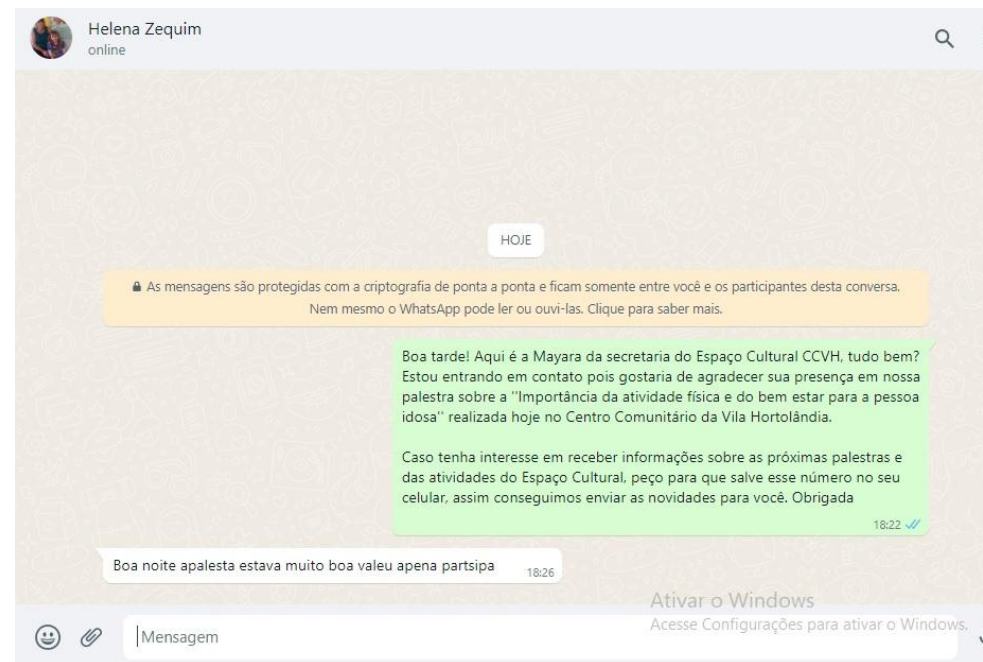 Helena Zequim
online
HOJE
As mensagens são protegidas com a criptografia de ponta a ponta e ficam somente entre você e os participantes desta conversa.
Nem mesmo o WhatsApp pode ler ou ouvi-las. Clique para saber mais.
Boa tarde! Aqui é a Mayara da secretaria do Espaço Cultural CCVH, tudo bem?
Estou entrando em contato pois gostaria de agradecer sua presença em nossa
palestra sobre a ''Importância da atividade física e do bem estar para a pessoa
idosa'' realizada hoje no Centro Comunitário da Vila Hortolândia.
Caso tenha interesse em receber informações sobre as próximas palestras e
das atividades do Espaço Cultural, peço para que salve esse número no seu
celular, assim conseguimos enviar as novidades para você. Obrigada
18:22
Boa noite apalesta estava muito boa valeu apena partsipa
18:26
Ativar o Windows
Acesse Configurações para ativar o Windows.
Mensagem